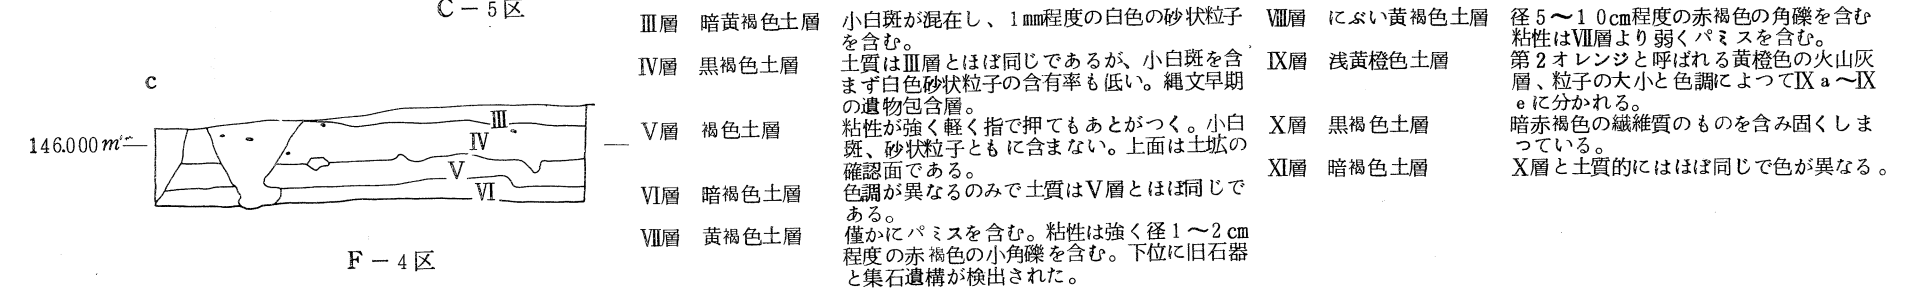 C－5区
c
146.000m
Ⅲ
Ⅳ
Ⅴ
Ⅵ
F－4区
Ⅲ層 暗黄褐色土層 小白斑が混在し、1㎜程度の白色の砂状粒子
を含む。
Ⅳ層 黒褐色土層 土質はⅢ層とほぼ同じであるが、小白斑を含
まず白色砂状粒子の含有率も低い。縄文早期
の遺物包含層。
Ⅴ層 褐色土層 粘性が強く軽く指で押てもあとがつく。小白
斑、砂状粒子ともに含まない。上面は土拡の
確認面である。
Ⅵ層 暗褐色土層 色調が異なるのみで土質はⅤ層とほぼ同じで
ある。
Ⅶ層 黄褐色土層 僅かにパミスを含む。粘性は強く径1〜2cm
程度の赤褐色の小角礫を含む。下位に旧石器
と集石遺構が検出された。
Ⅷ層 にぶい黄褐色土層 径5〜10cm程度の赤褐色の角礫を含む
粘性はⅦ層より弱くパミスを含む。
Ⅸ層 浅黄橙色土層 第2オレンジと呼ばれる黄橙色の火山灰
層、粒子の大小と色調によつてⅨa〜Ⅸ
eに分かれる。
Ⅹ層 黒褐色土層 暗赤褐色の繊維質のものを含み固くしま
っている。
Ⅺ層 暗褐色土層 Ⅹ層と土質的にはほぼ同じで色が異なる。